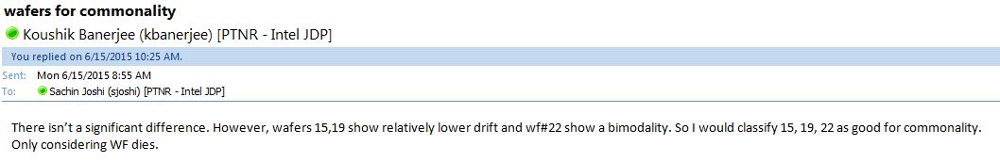 wafers for commonality
Koushik Banerjee (kbanerjee) [PTNR - Intel JDP]
You replied on 6/15/2015 10:25 AM.
Sent: Mon 6/15/2015 8:55 AM
To: Sachin Joshi (sjoshi) [PTNR - Intel JDP]
There isn't a significant difference. However, wafers 15,19 show relatively lower drift and wf#22 show a bimodality. So I would classify 15, 19, 22 as good for commonality.
Only considering WF dies.